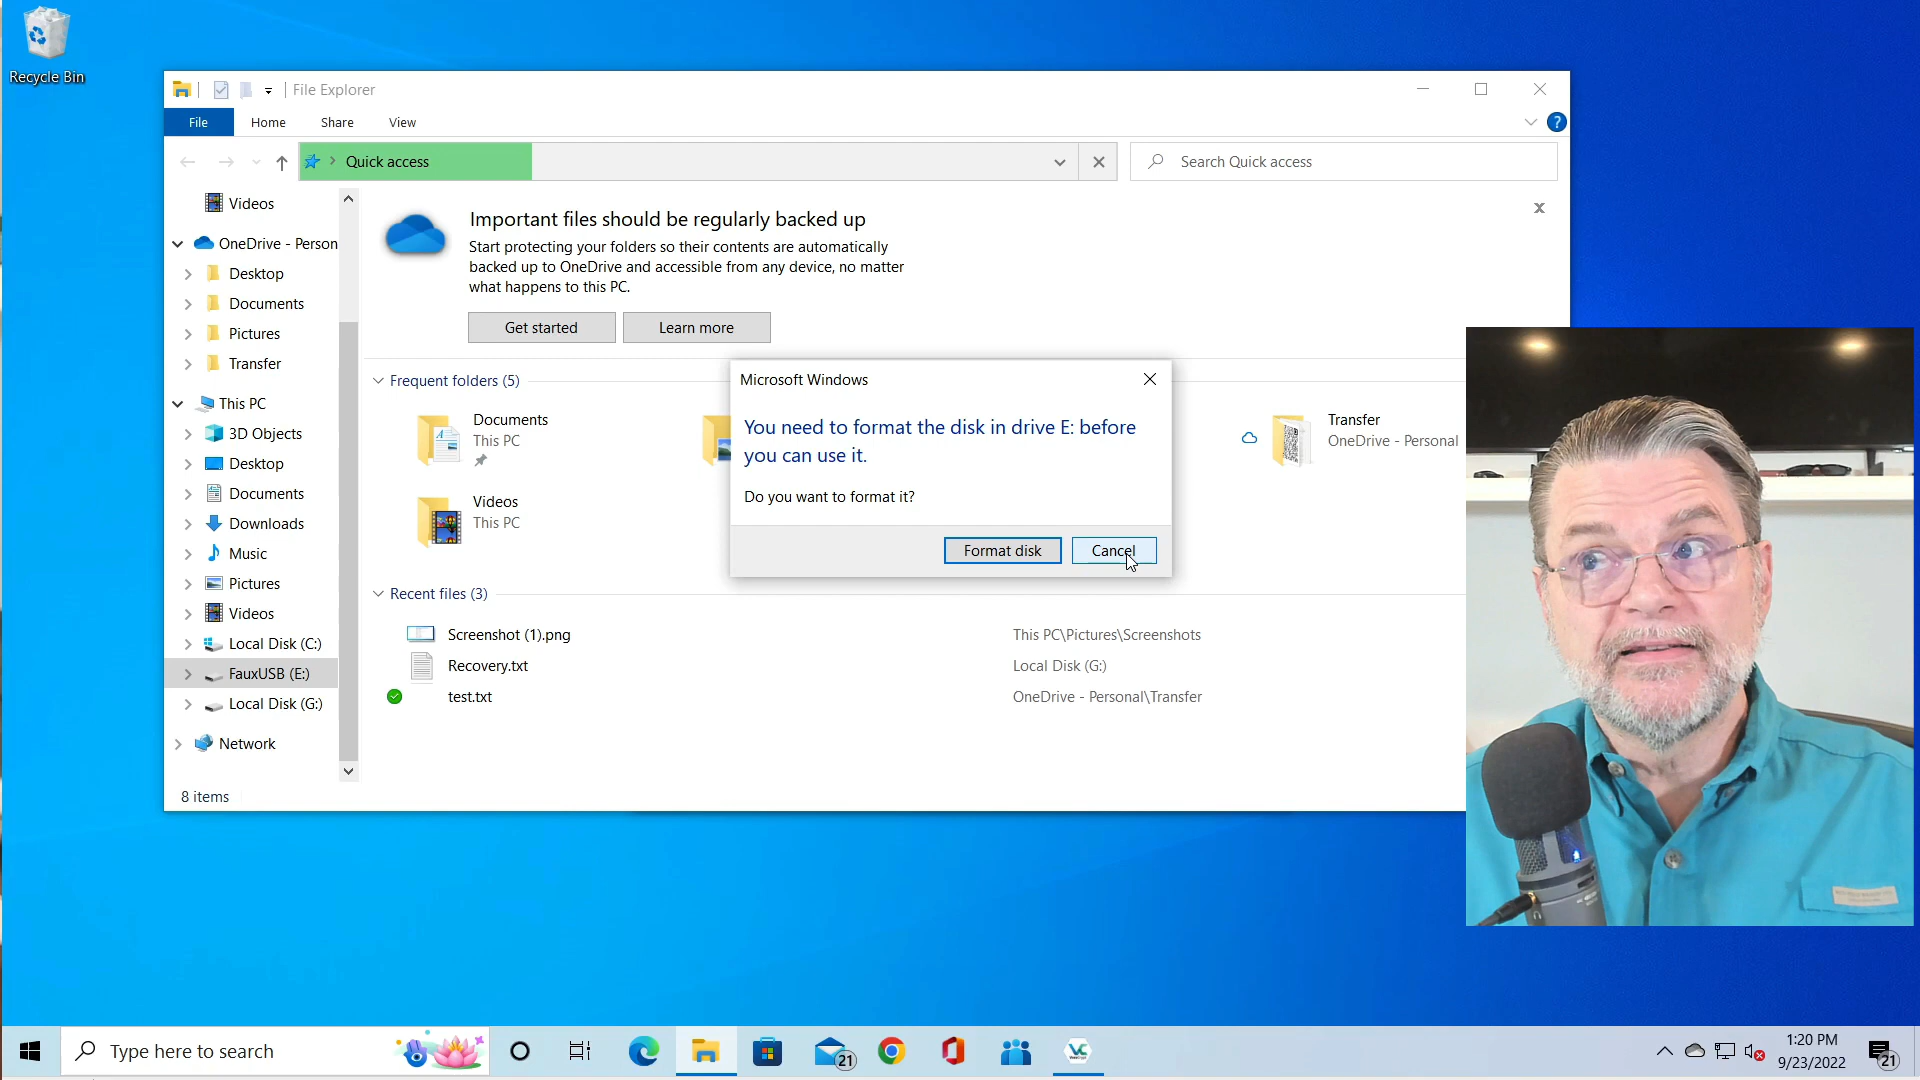 Recycle Bin
File Explorer
File Home Share View
?
Quick access
Search Quick access
Videos
OneDrive - Person
Desktop
Documents
Pictures
Transfer
This PC
3D Objects
Desktop
Documents
Downloads
Music
Pictures
Videos
Local Disk (C:)
FauxUSB (E:)
Local Disk (G:)
Network
8 items
Important files should be regularly backed up
Start protecting your folders so their contents are automatically
backed up to OneDrive and accessible from any device, no matter
what happens to this PC.
Get started Learn more
Frequent folders (5)
Documents
This PC
Transfer
OneDrive - Personal
Videos
This PC
Microsoft Windows
You need to format the disk in drive E: before
you can use it.
Do you want to format it?
Format disk Cancel
Recent files (3)
Screenshot (1).png This PC\Pictures\Screenshots
Recovery.txt Local Disk (G:)
test.txt OneDrive - Personal\Transfer
Type here to search
21
1:20 PM
9/23/2022
21